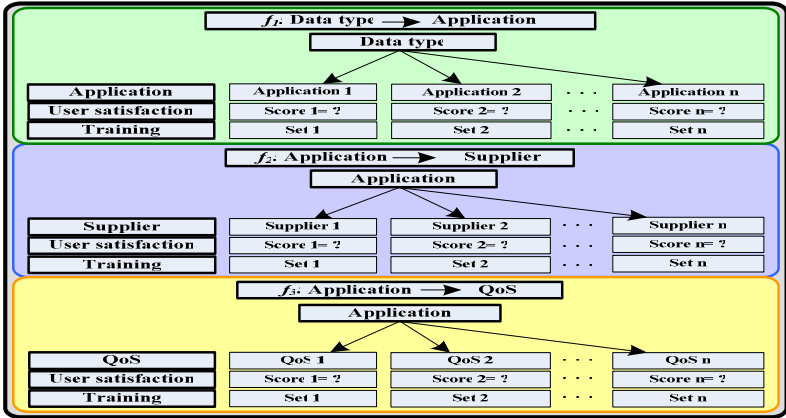 f1: Data type → Application
Data type
Application Application 1 Application 2 · · · Application n
User satisfaction Score 1= ? Score 2= ? · · · Score n= ?
Training Set 1 Set 2 · · · Set n
f2: Application → Supplier
Application
Supplier Supplier 1 Supplier 2 · · · Supplier n
User satisfaction Score 1= ? Score 2= ? · · · Score n= ?
Training Set 1 Set 2 · · · Set n
f3: Application → QoS
Application
QoS QoS 1 QoS 2 · · · QoS n
User satisfaction Score 1= ? Score 2= ? · · · Score n= ?
Training Set 1 Set 2 · · · Set n